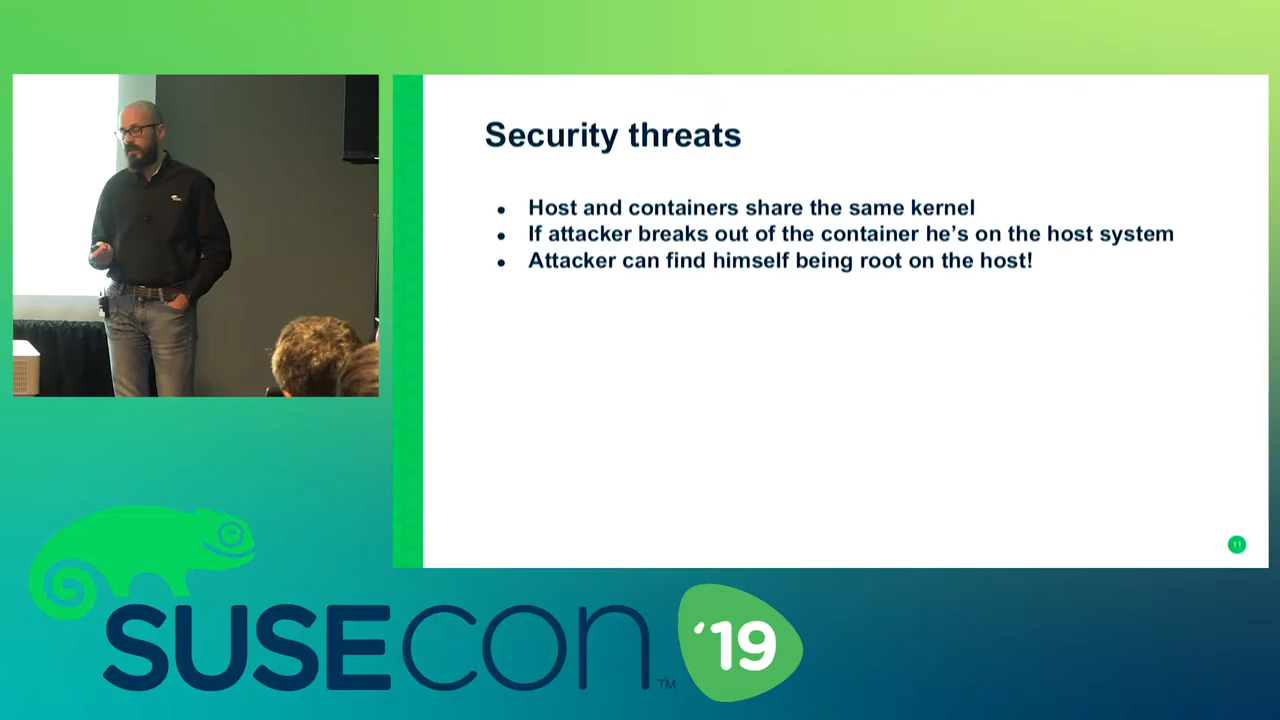 Security threats
• Host and containers share the same kernel
• If attacker breaks out of the container he’s on the host system
• Attacker can find himself being root on the host!
11
SUSECON ™ ’19